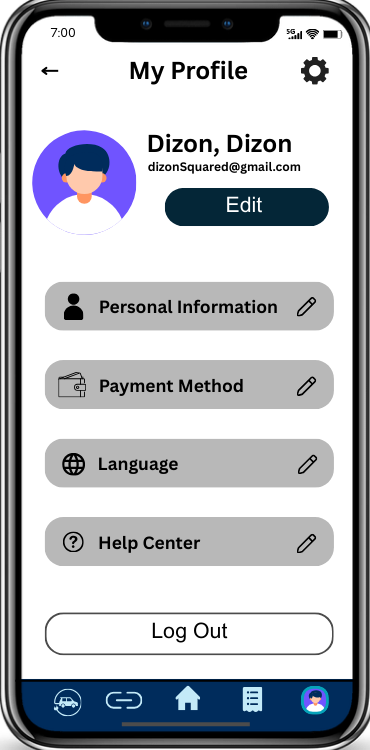 7:00
5G
My Profile
Dizon, Dizon
dizonSquared@gmail.com
Edit
Personal Information
Payment Method
Language
Help Center
Log Out